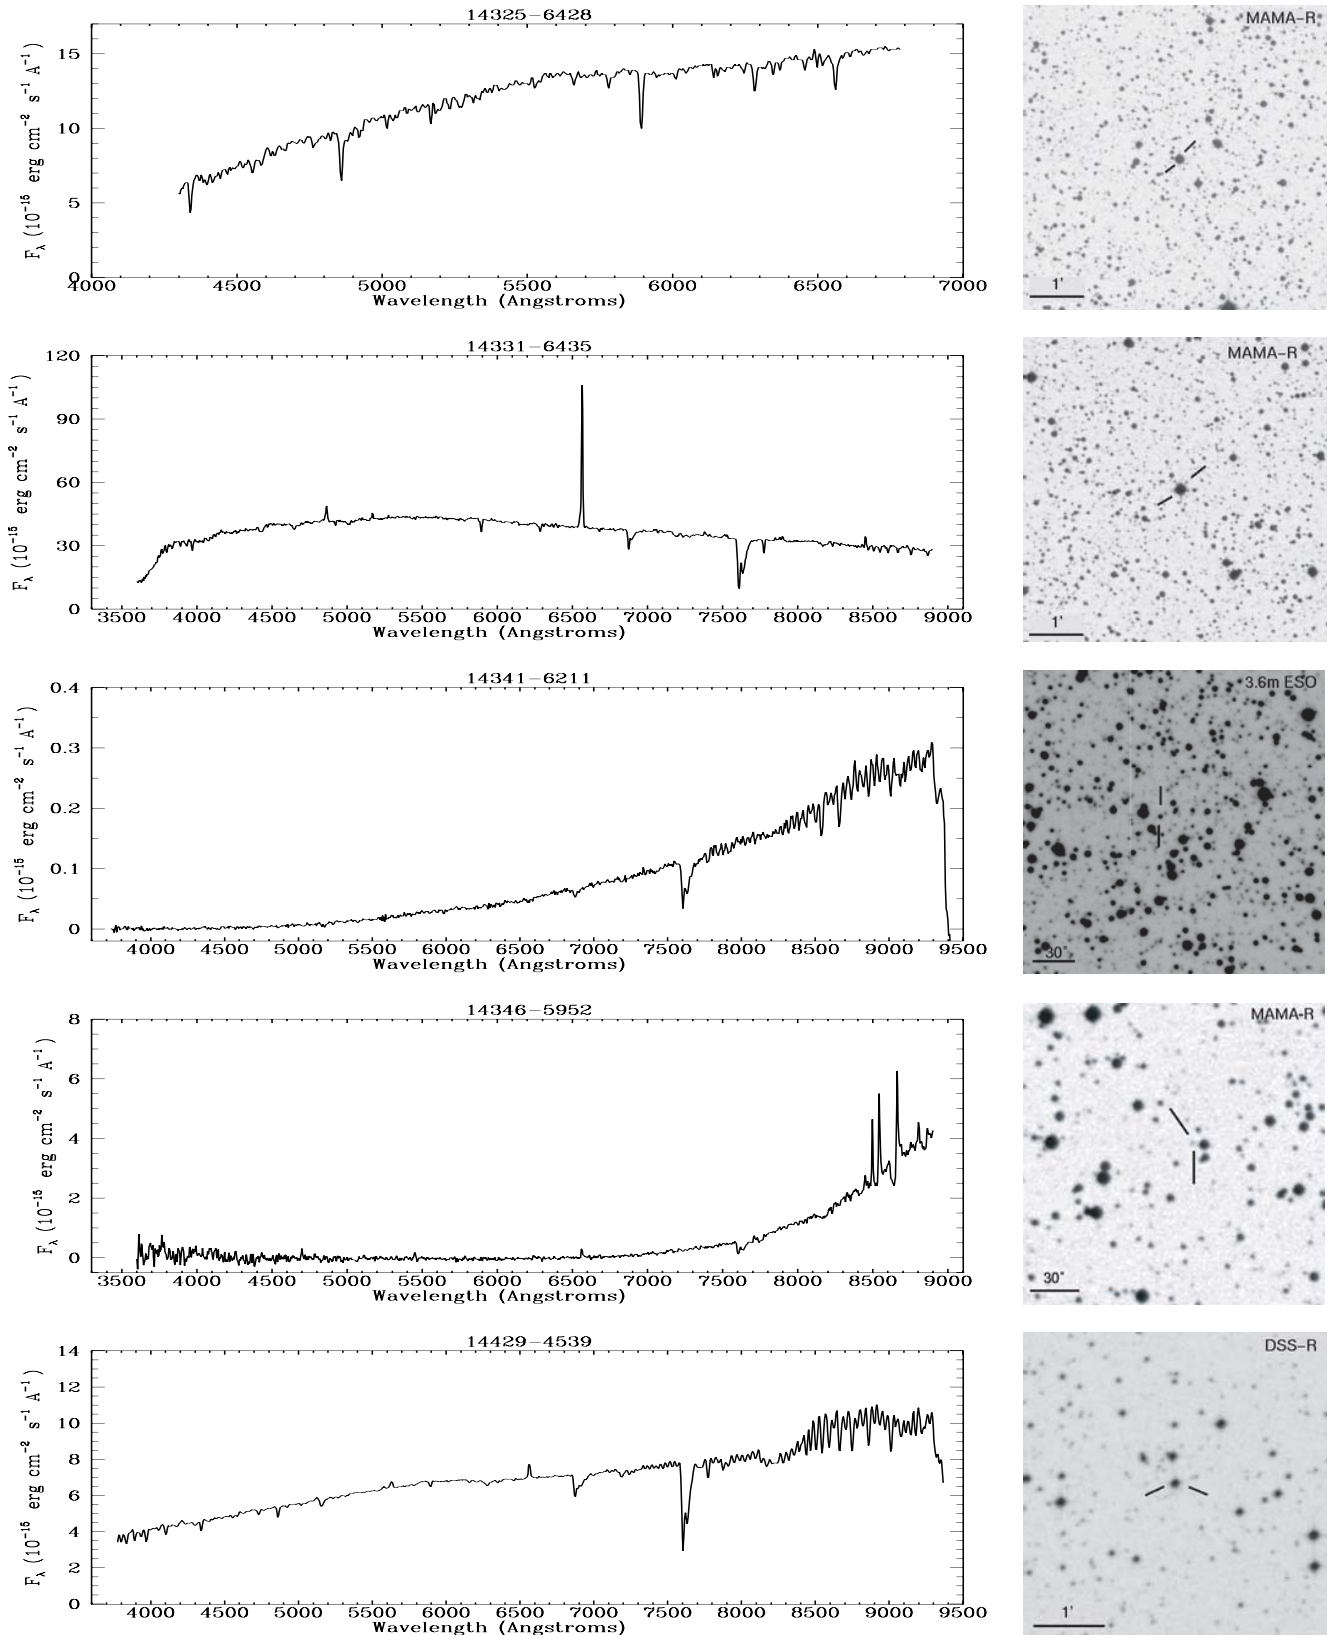 14325−6428
15
10
5
0
F_λ (10^−15 erg cm^−2 s^−1 A^−1)
4000 4500 5000 5500 6000 6500 7000
Wavelength (Angstroms)
MAMA−R
1'
14331−6435
120
90
60
30
0
F_λ (10^−15 erg cm^−2 s^−1 A^−1)
3500 4000 4500 5000 5500 6000 6500 7000 7500 8000 8500 9000
Wavelength (Angstroms)
MAMA−R
1'
14341−6211
0.4
0.3
0.2
0.1
0
F_λ (10^−15 erg cm^−2 s^−1 A^−1)
4000 4500 5000 5500 6000 6500 7000 7500 8000 8500 9000 9500
Wavelength (Angstroms)
3.6m ESO
30"
14346−5952
8
6
4
2
0
F_λ (10^−15 erg cm^−2 s^−1 A^−1)
3500 4000 4500 5000 5500 6000 6500 7000 7500 8000 8500 9000
Wavelength (Angstroms)
MAMA-R
30"
14429−4539
14
12
10
8
6
4
2
0
F_λ (10^−15 erg cm^−2 s^−1 A^−1)
4000 4500 5000 5500 6000 6500 7000 7500 8000 8500 9000 9500
Wavelength (Angstroms)
DSS−R
1'